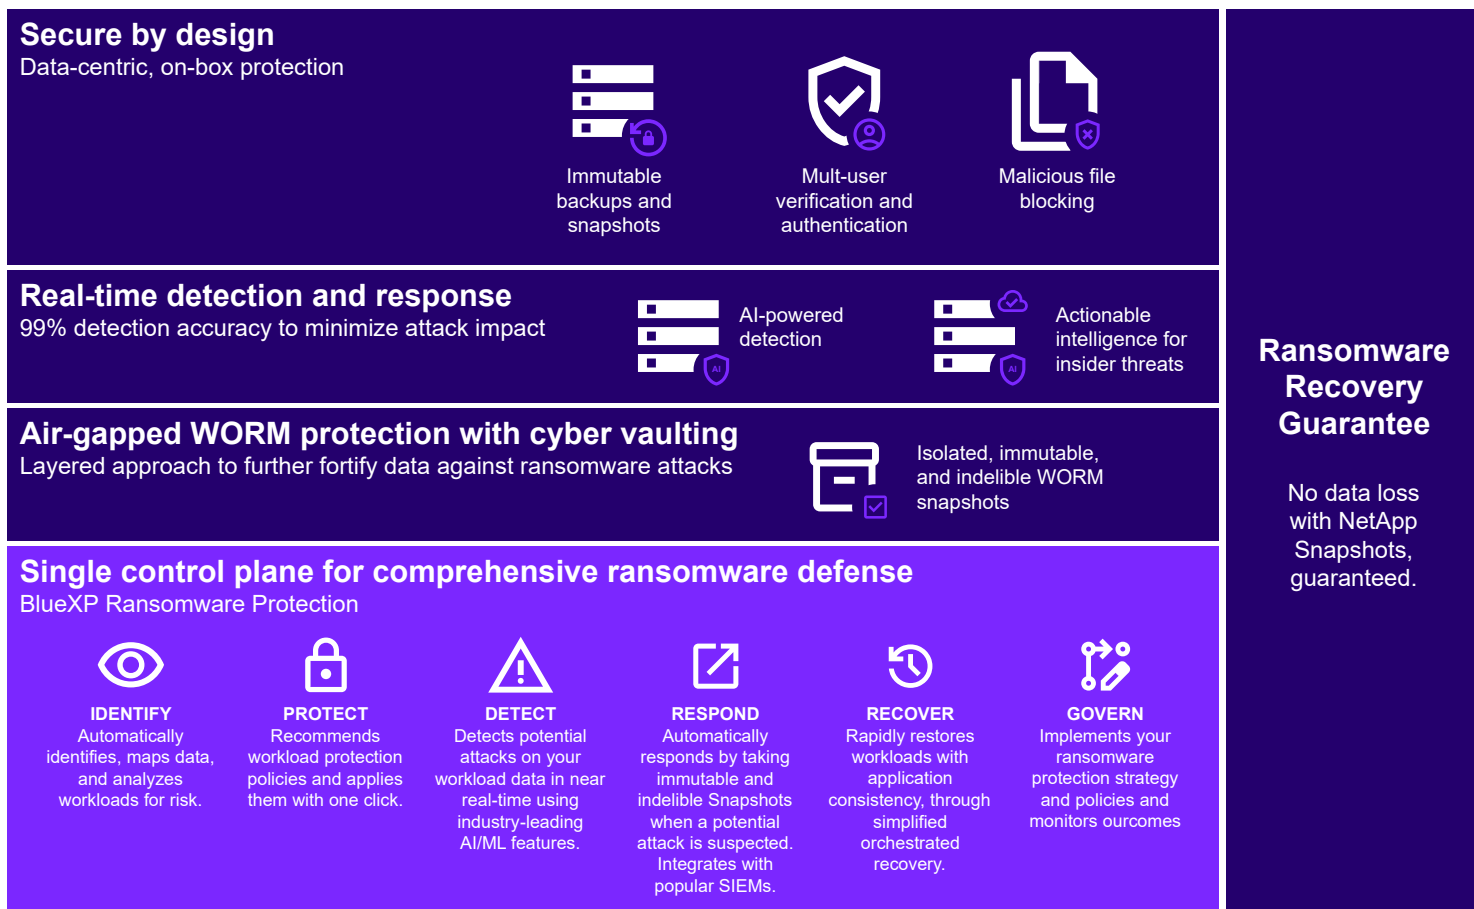 Secure by design
Data-centric, on-box protection
Immutable
backups and
snapshots
Mult-user
verification and
authentication
Malicious file
blocking
Real-time detection and response
99% detection accuracy to minimize attack impact
AI
AI-powered
detection
AI
Actionable
intelligence for
insider threats
Air-gapped WORM protection with cyber vaulting
Layered approach to further fortify data against ransomware attacks
Isolated, immutable,
and indelible WORM
snapshots
Single control plane for comprehensive ransomware defense
BlueXP Ransomware Protection
IDENTIFY
Automatically
identifies, maps data,
and analyzes
workloads for risk.
PROTECT
Recommends
workload protection
policies and applies
them with one click.
DETECT
Detects potential
attacks on your
workload data in near
real-time using
industry-leading
AI/ML features.
RESPOND
Automatically
responds by taking
immutable and
indelible Snapshots
when a potential
attack is suspected.
Integrates with
popular SIEMs.
RECOVER
Rapidly restores
workloads with
application
consistency, through
simplified
orchestrated
recovery.
GOVERN
Implements your
ransomware
protection strategy
and policies and
monitors ourcomes
Ransomware
Recovery
Guarantee
No data loss
with NetApp
Snapshots,
guaranteed.